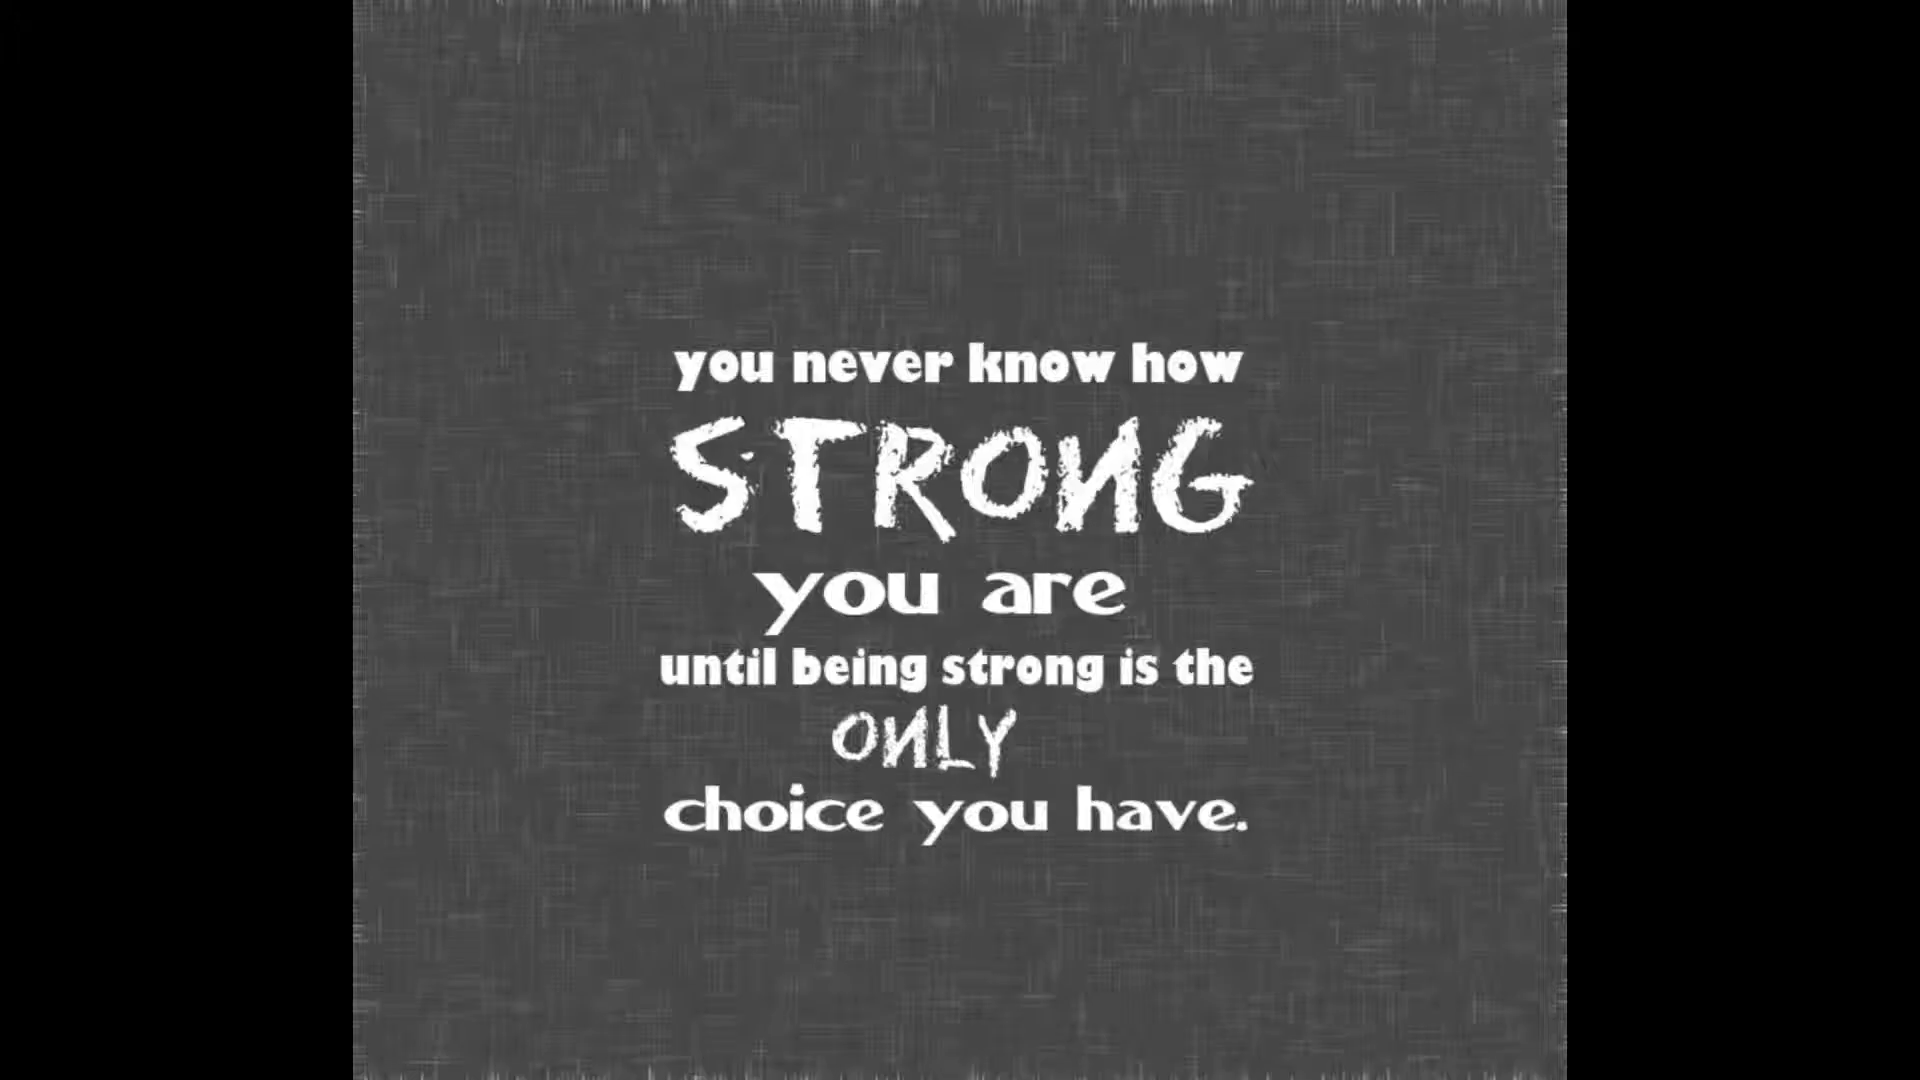 you never know how
STRONG
you are
until being strong is the
ONLY
choice you have.